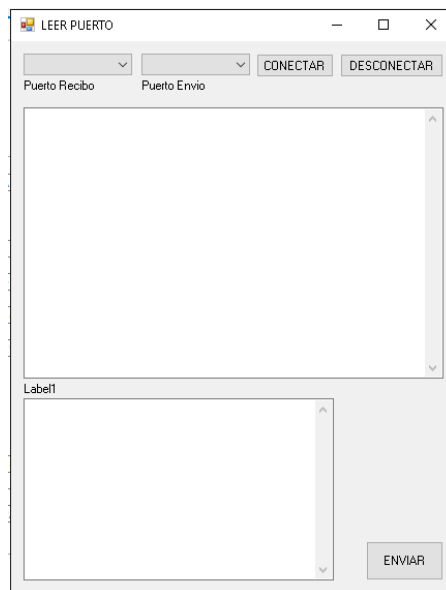 LEER PUERTO
CONECTAR DESCONECTAR
Puerto Recibo Puerto Envio
Label1
ENVIAR